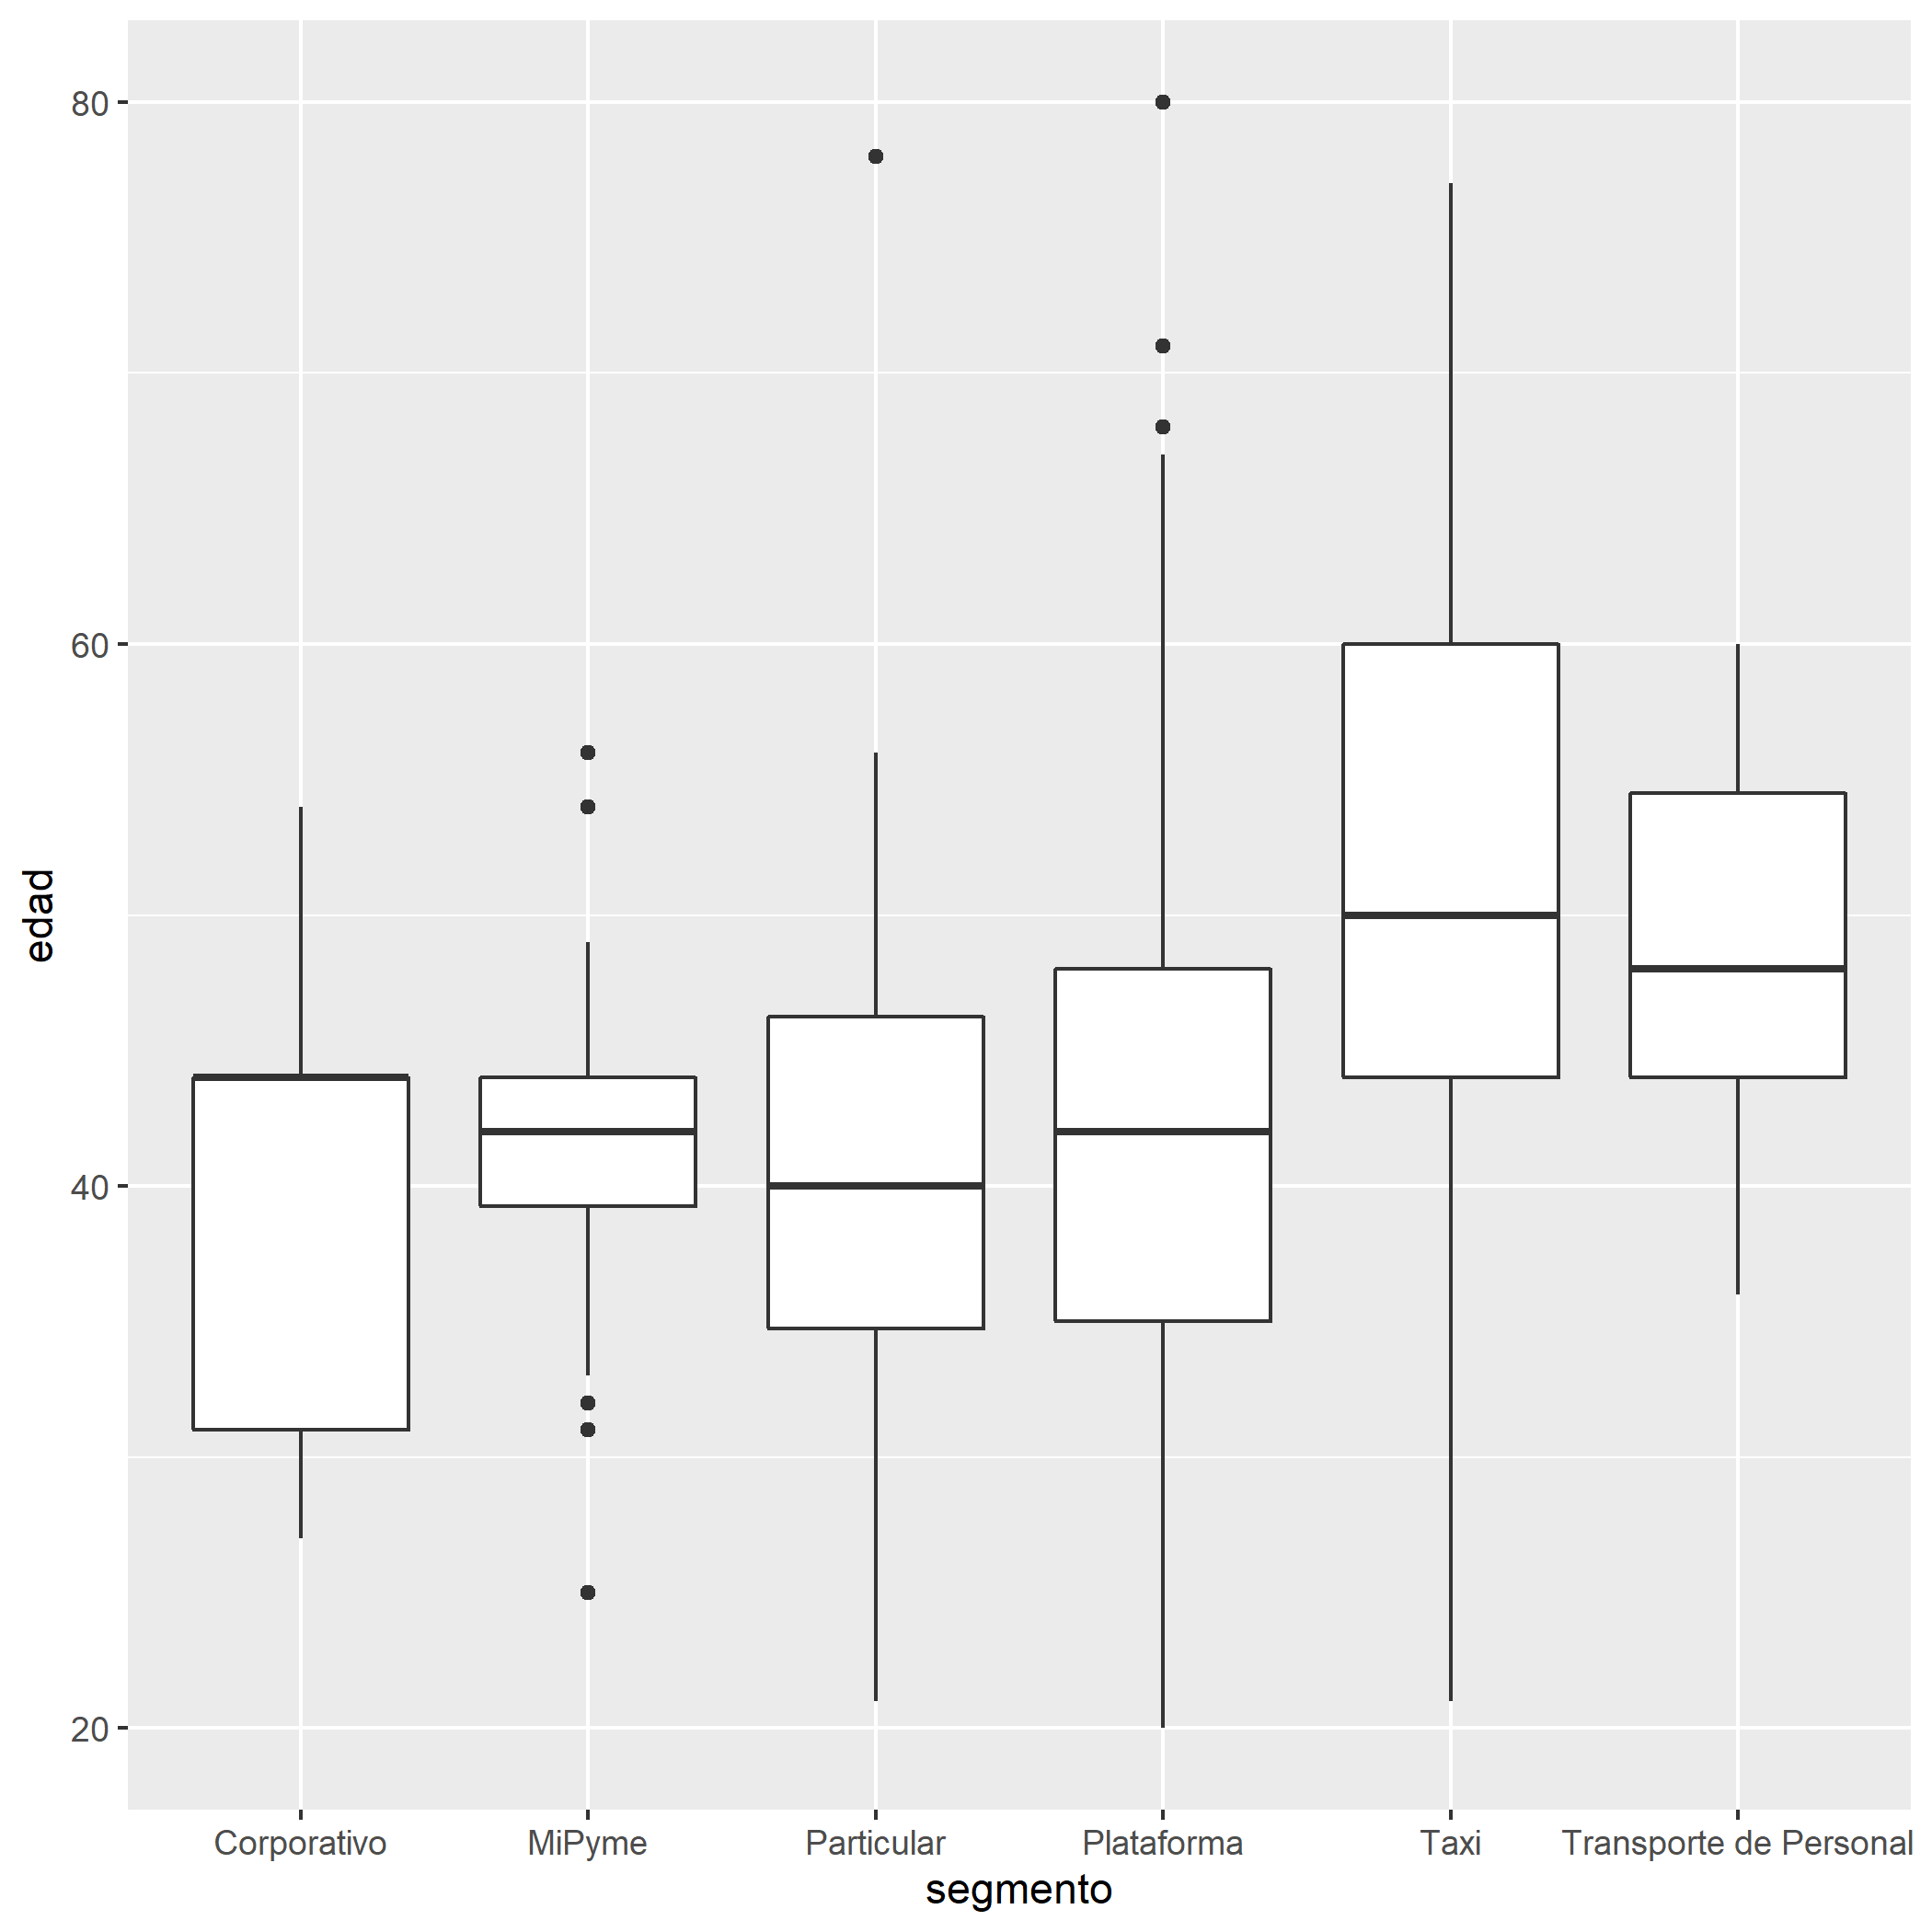 80
60
40
20
edad
Corporativo MiPyme Particular Plataforma Taxi Transporte de Personal
segmento